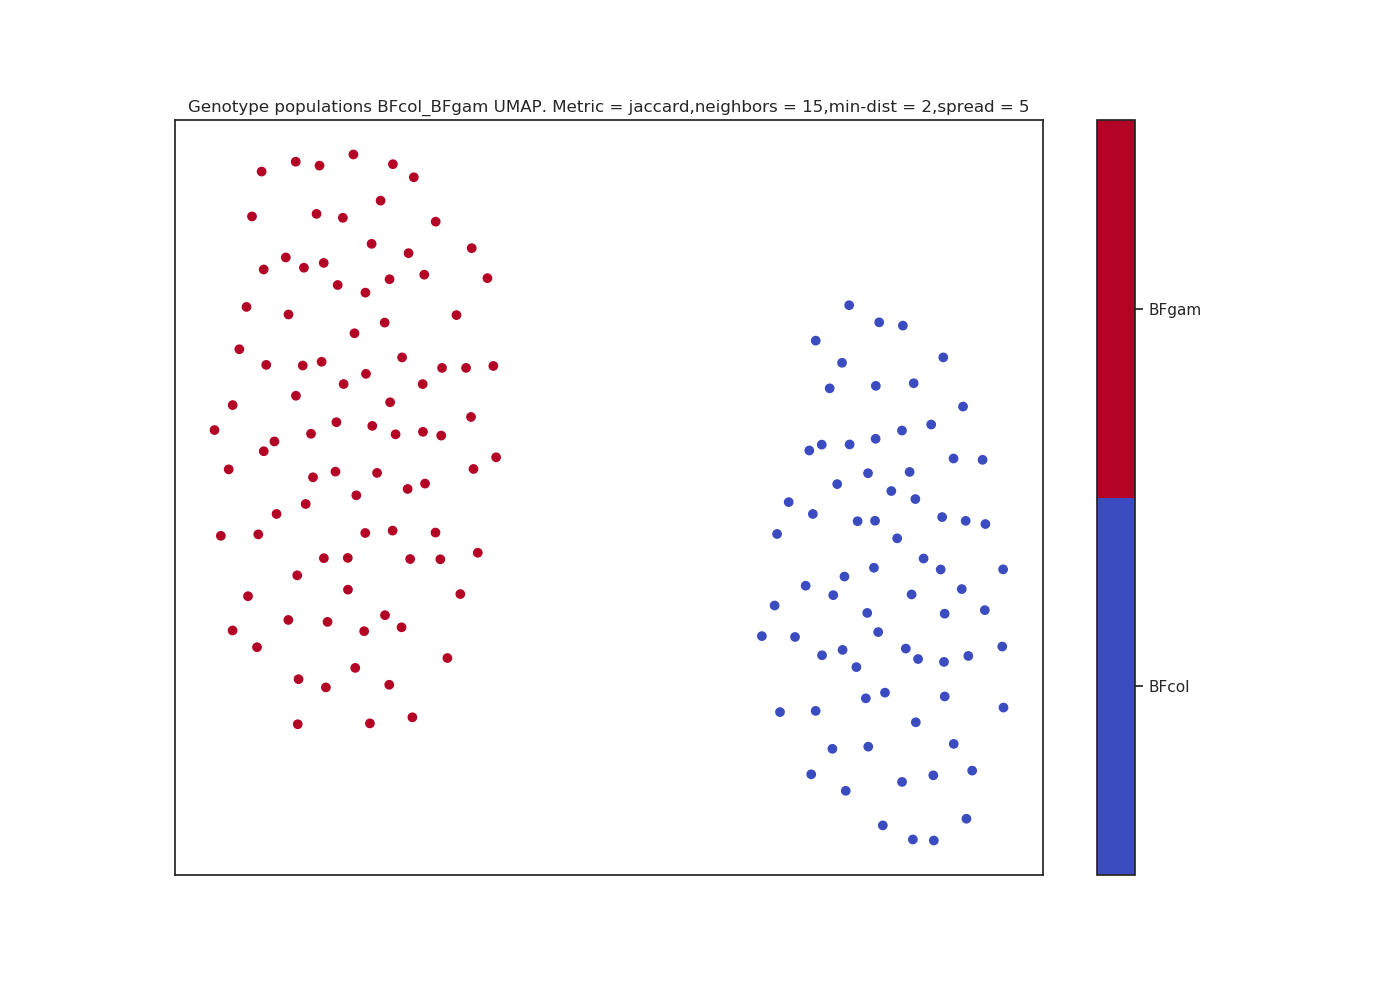 Genotype populations BFcol_BFgam UMAP. Metric = jaccard,neighbors = 15,min-dist = 2,spread = 5
BFgam
BFcol